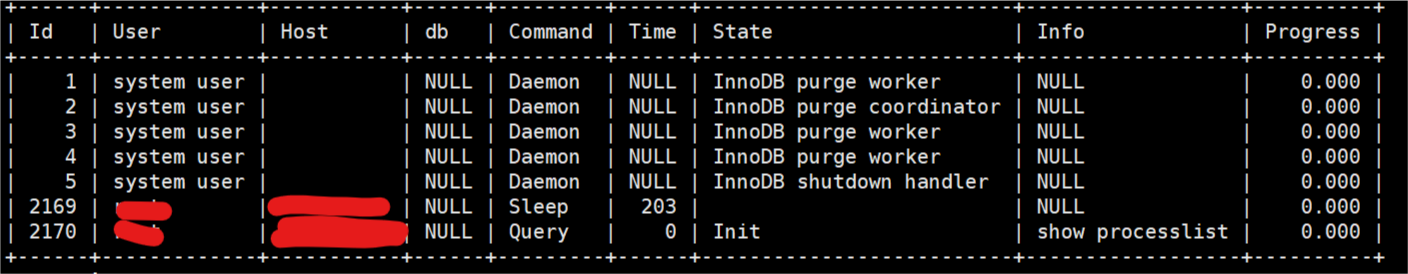 | Id | User | Host | db | Command | Time | State | Info | Progress |
| 1 | system user | | NULL | Daemon | NULL | InnoDB purge worker | NULL | 0.000 |
| 2 | system user | | NULL | Daemon | NULL | InnoDB purge coordinator | NULL | 0.000 |
| 3 | system user | | NULL | Daemon | NULL | InnoDB purge worker | NULL | 0.000 |
| 4 | system user | | NULL | Daemon | NULL | InnoDB purge worker | NULL | 0.000 |
| 5 | system user | | NULL | Daemon | NULL | InnoDB shutdown handler | NULL | 0.000 |
| 2169 | | | NULL | Sleep | 203 | | NULL | 0.000 |
| 2170 | | | NULL | Query | 0 | Init | show processlist | 0.000 |